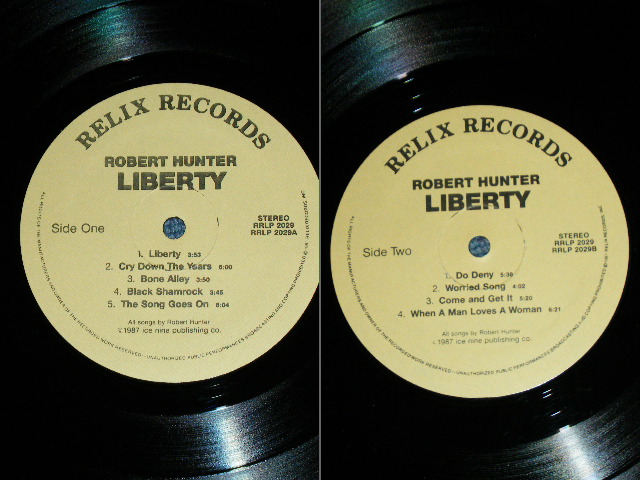 RELIX RECORDS
ROBERT HUNTER
LIBERTY
Side One
STEREO
RRLP 2029
RRLP 2029A
1. Liberty 3:53
2. Cry Down The Years 6:00
3. Bone Alley 3:50
4. Black Shamrock 3:45
5. The Song Goes On 6:04
All songs by Robert Hunter
© 1987 ice nine publishing co.
RELIX RECORDS
ROBERT HUNTER
LIBERTY
Side Two
STEREO
RRLP 2029
RRLP 2029B
1. Do Deny 5:39
2. Worried Song 4:02
3. Come and Get It 5:20
4. When A Man Loves A Woman 6:21
All songs by Robert Hunter
© 1987 ice nine publishing co.